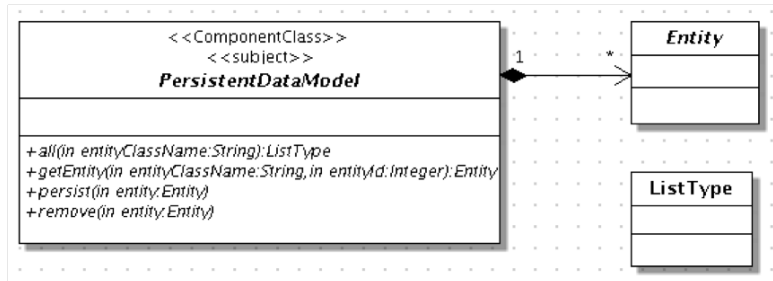 <<ComponentClass>>
<<subject>>
PersistentDataModel
+all(in entityClassName:String):ListType
+getEntity(in entityClassName:String,in entityId:Integer):Entity
+persist(in entity:Entity)
+remove(in entity:Entity)
1
*
Entity
ListType